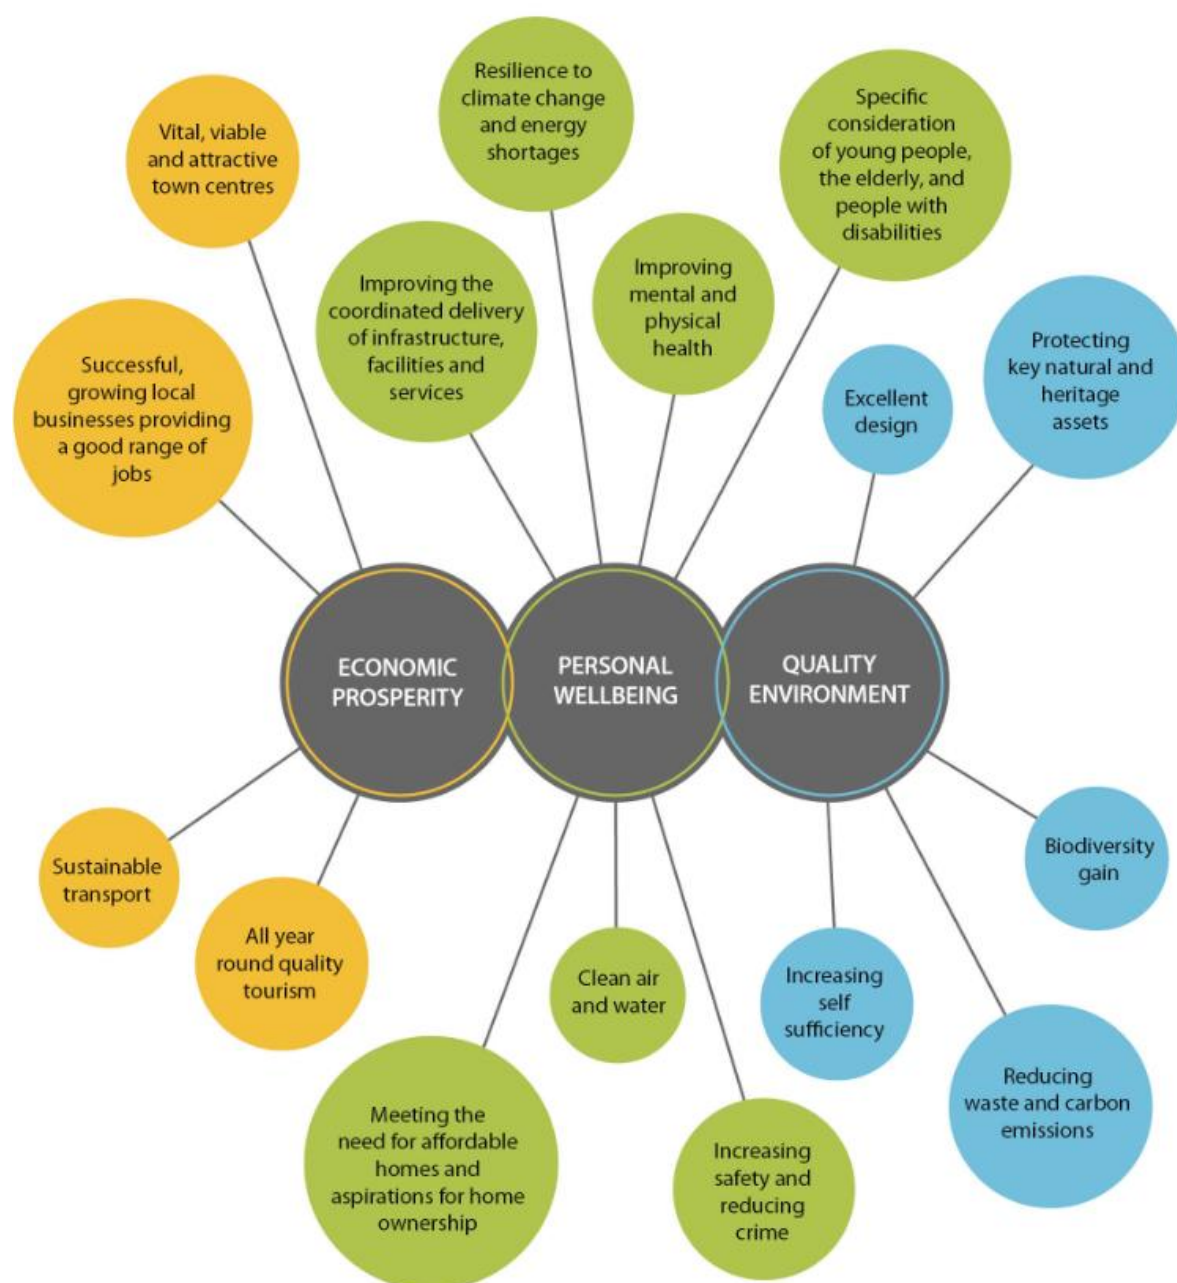 Resilience to
climate change
and energy
shortages
Specific
consideration
of young people,
the elderly, and
people with
disabilities
Vital, viable
and attractive
town centres
Improving the
coordinated delivery
of infrastructure,
facilities and
services
Improving
mental and
physical
health
Protecting
key natural and
heritage
assets
Successful,
growing local
businesses providing
a good range of
jobs
Excellent
design
ECONOMIC
PROSPERITY
PERSONAL
WELLBEING
QUALITY
ENVIRONMENT
Sustainable
transport
All year
round quality
tourism
Clean air
and water
Increasing
self
sufficiency
Biodiversity
gain
Meeting the
need for affordable
homes and
aspirations for home
ownership
Increasing
safety and
reducing
crime
Reducing
waste and carbon
emissions